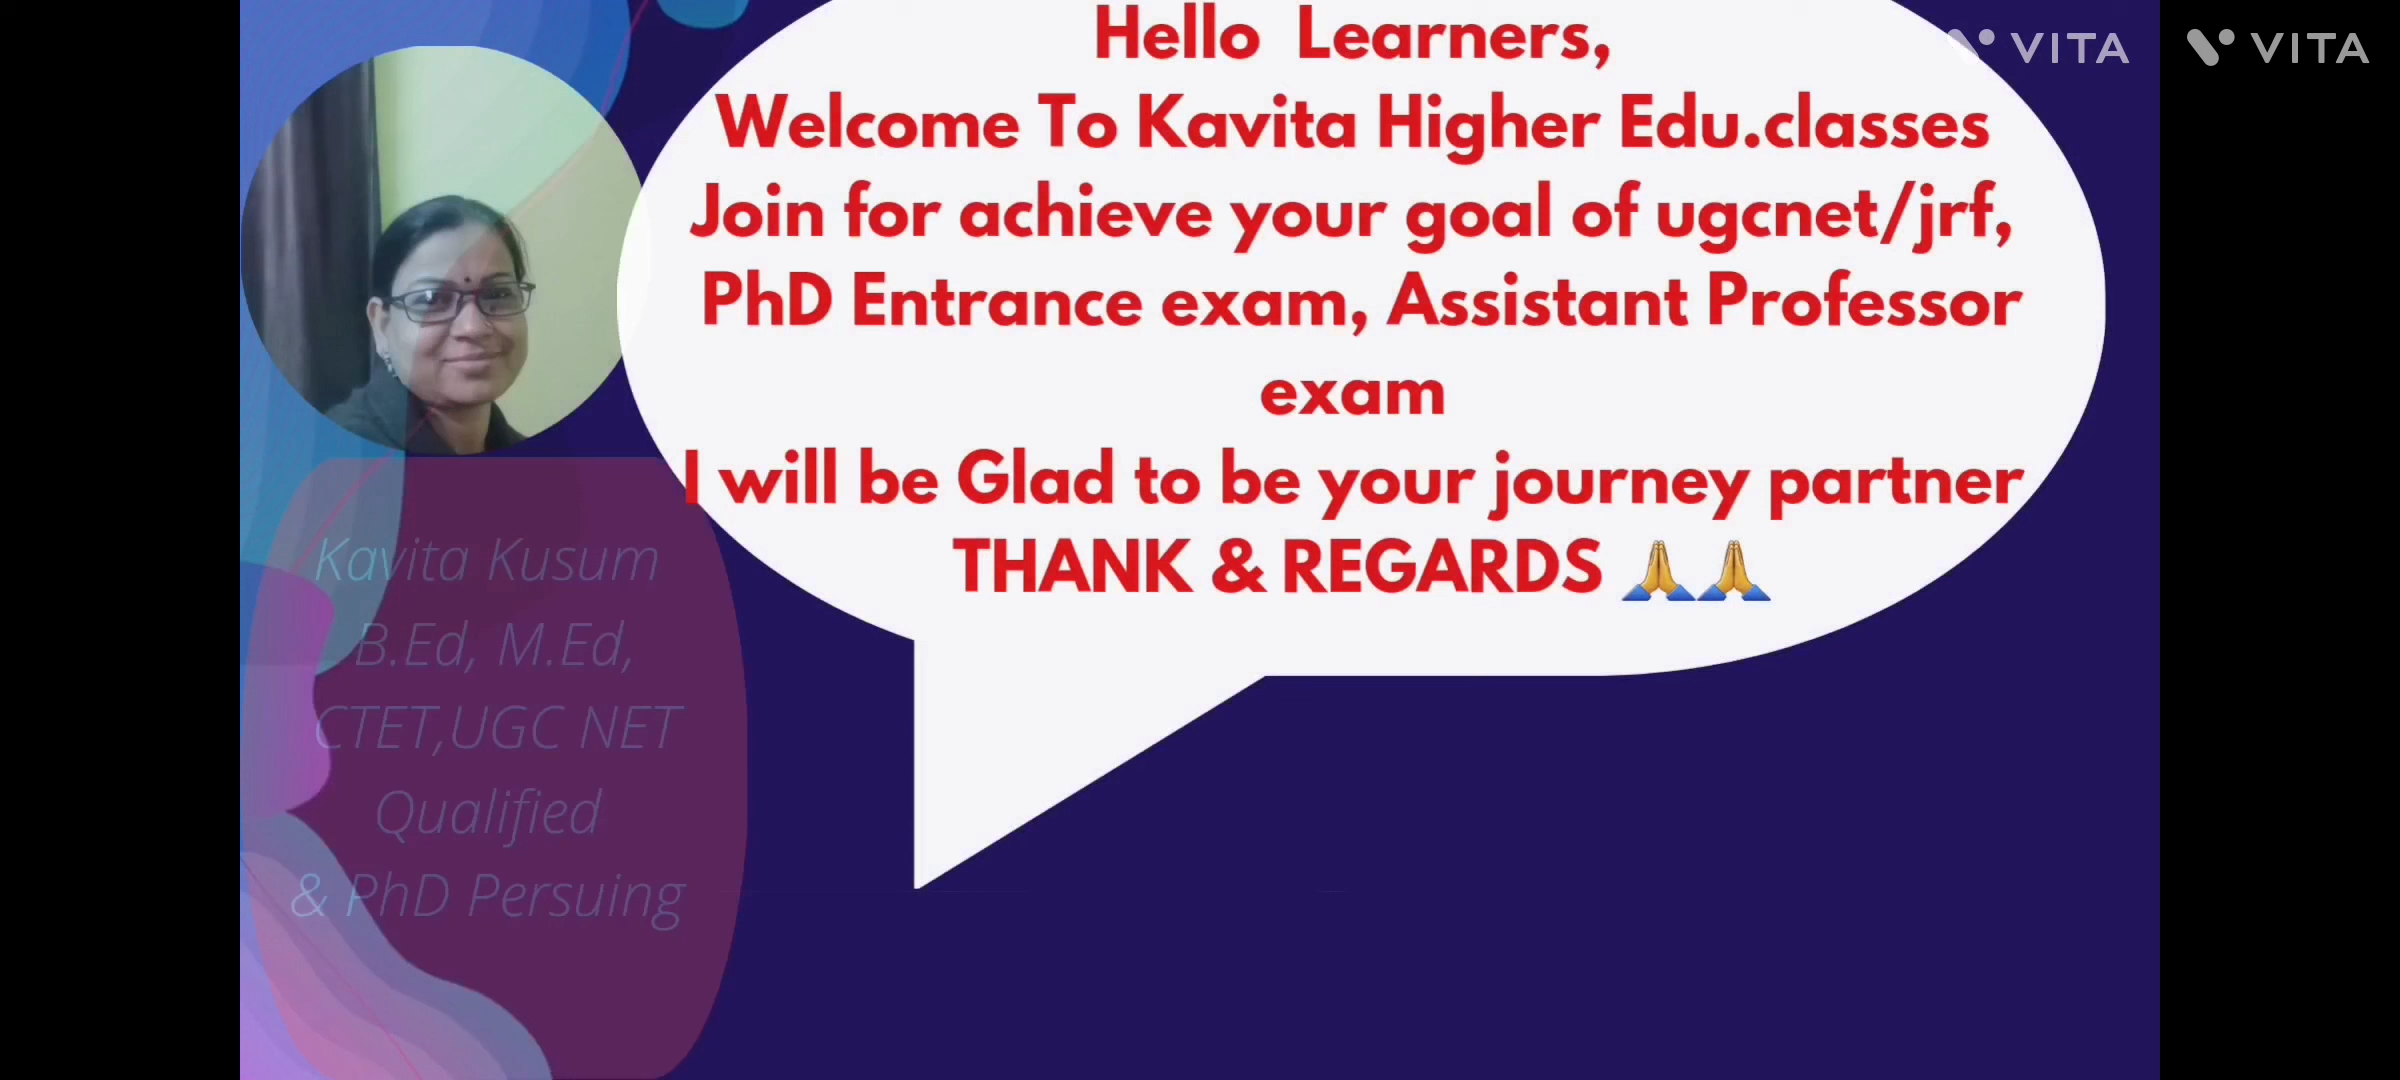 Hello Learners,
Welcome To Kavita Higher Edu.classes
Join for achieve your goal of ugcnet/jrf,
PhD Entrance exam, Assistant Professor
exam
I will be Glad to be your journey partner
THANK & REGARDS 🙏🙏
VITA
VITA
Kavita Kusum
B.Ed, M.Ed,
CTET,UGC NET
Qualified
& PhD Persuing